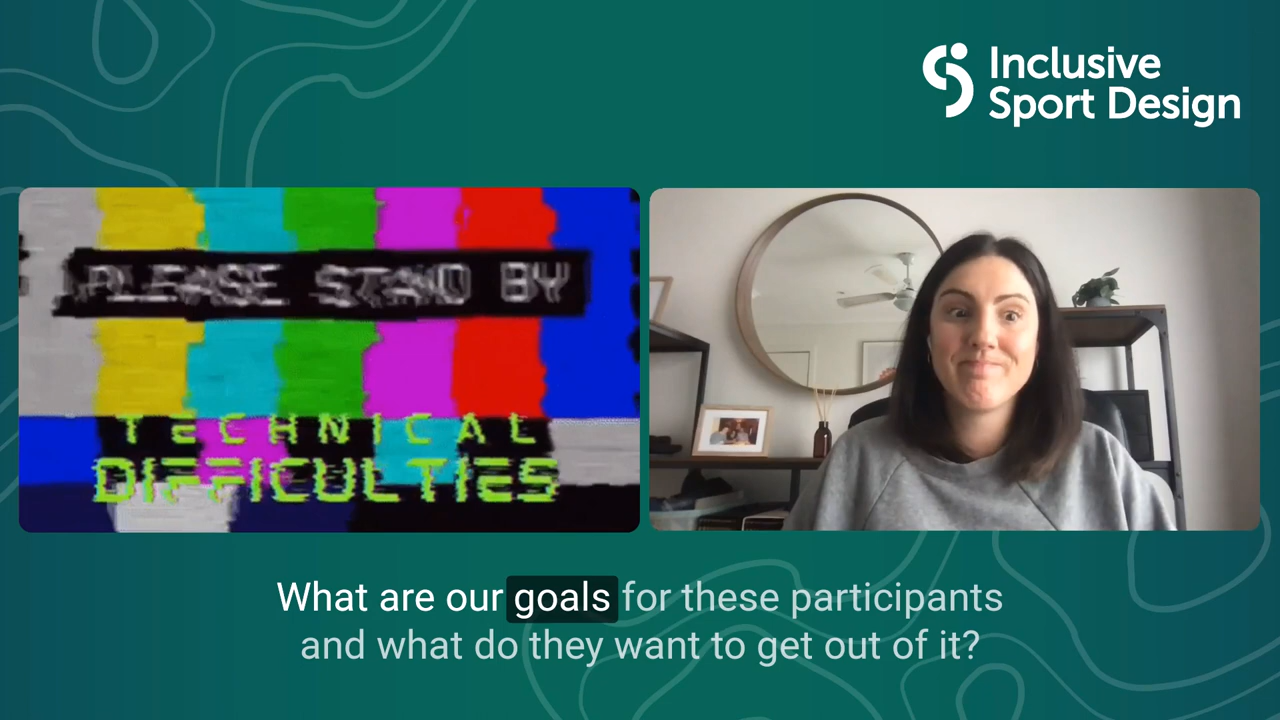 Inclusive
Sport Design
PLEASE STAND BY
TECHNICAL
DIFFICULTIES
What are our goals for these participants
and what do they want to get out of it?